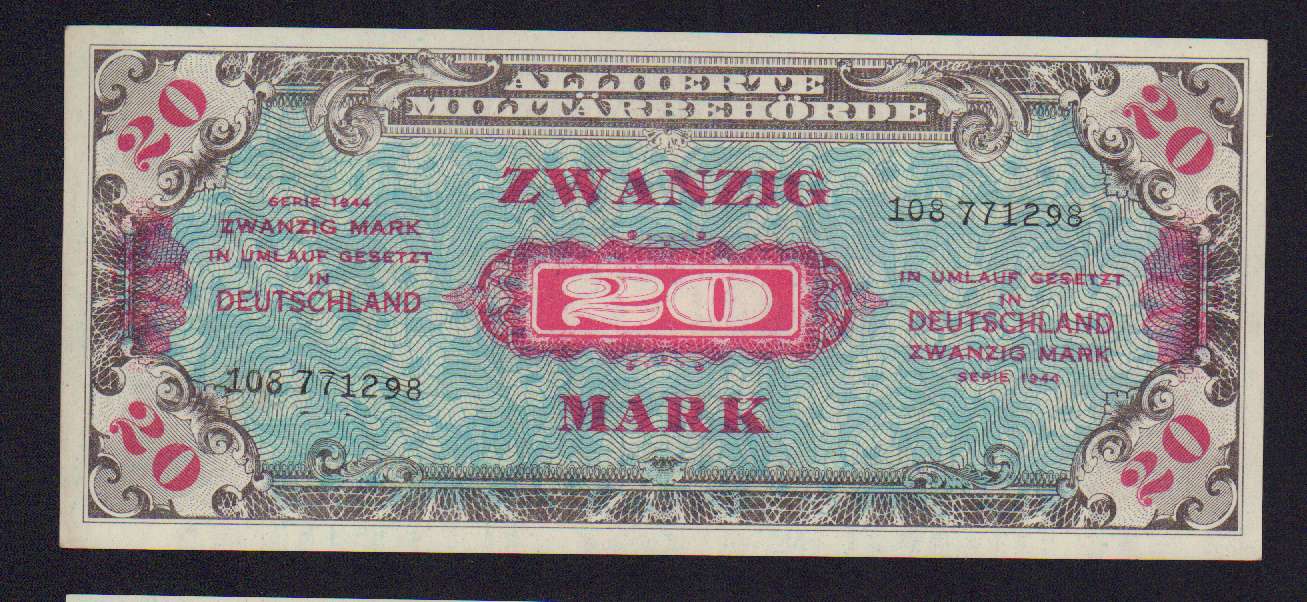 20
20
ALLIIERTE
MILITÄRBEHÖRDE
ZWANZIG
SERIE 1944
ZWANZIG MARK
IN UMLAUF GESETZT
IN
DEUTSCHLAND
108 771298
20
108 771298
IN UMLAUF GESETZT
IN
DEUTSCHLAND
ZWANZIG MARK
SERIE 1944
MARK
20
20